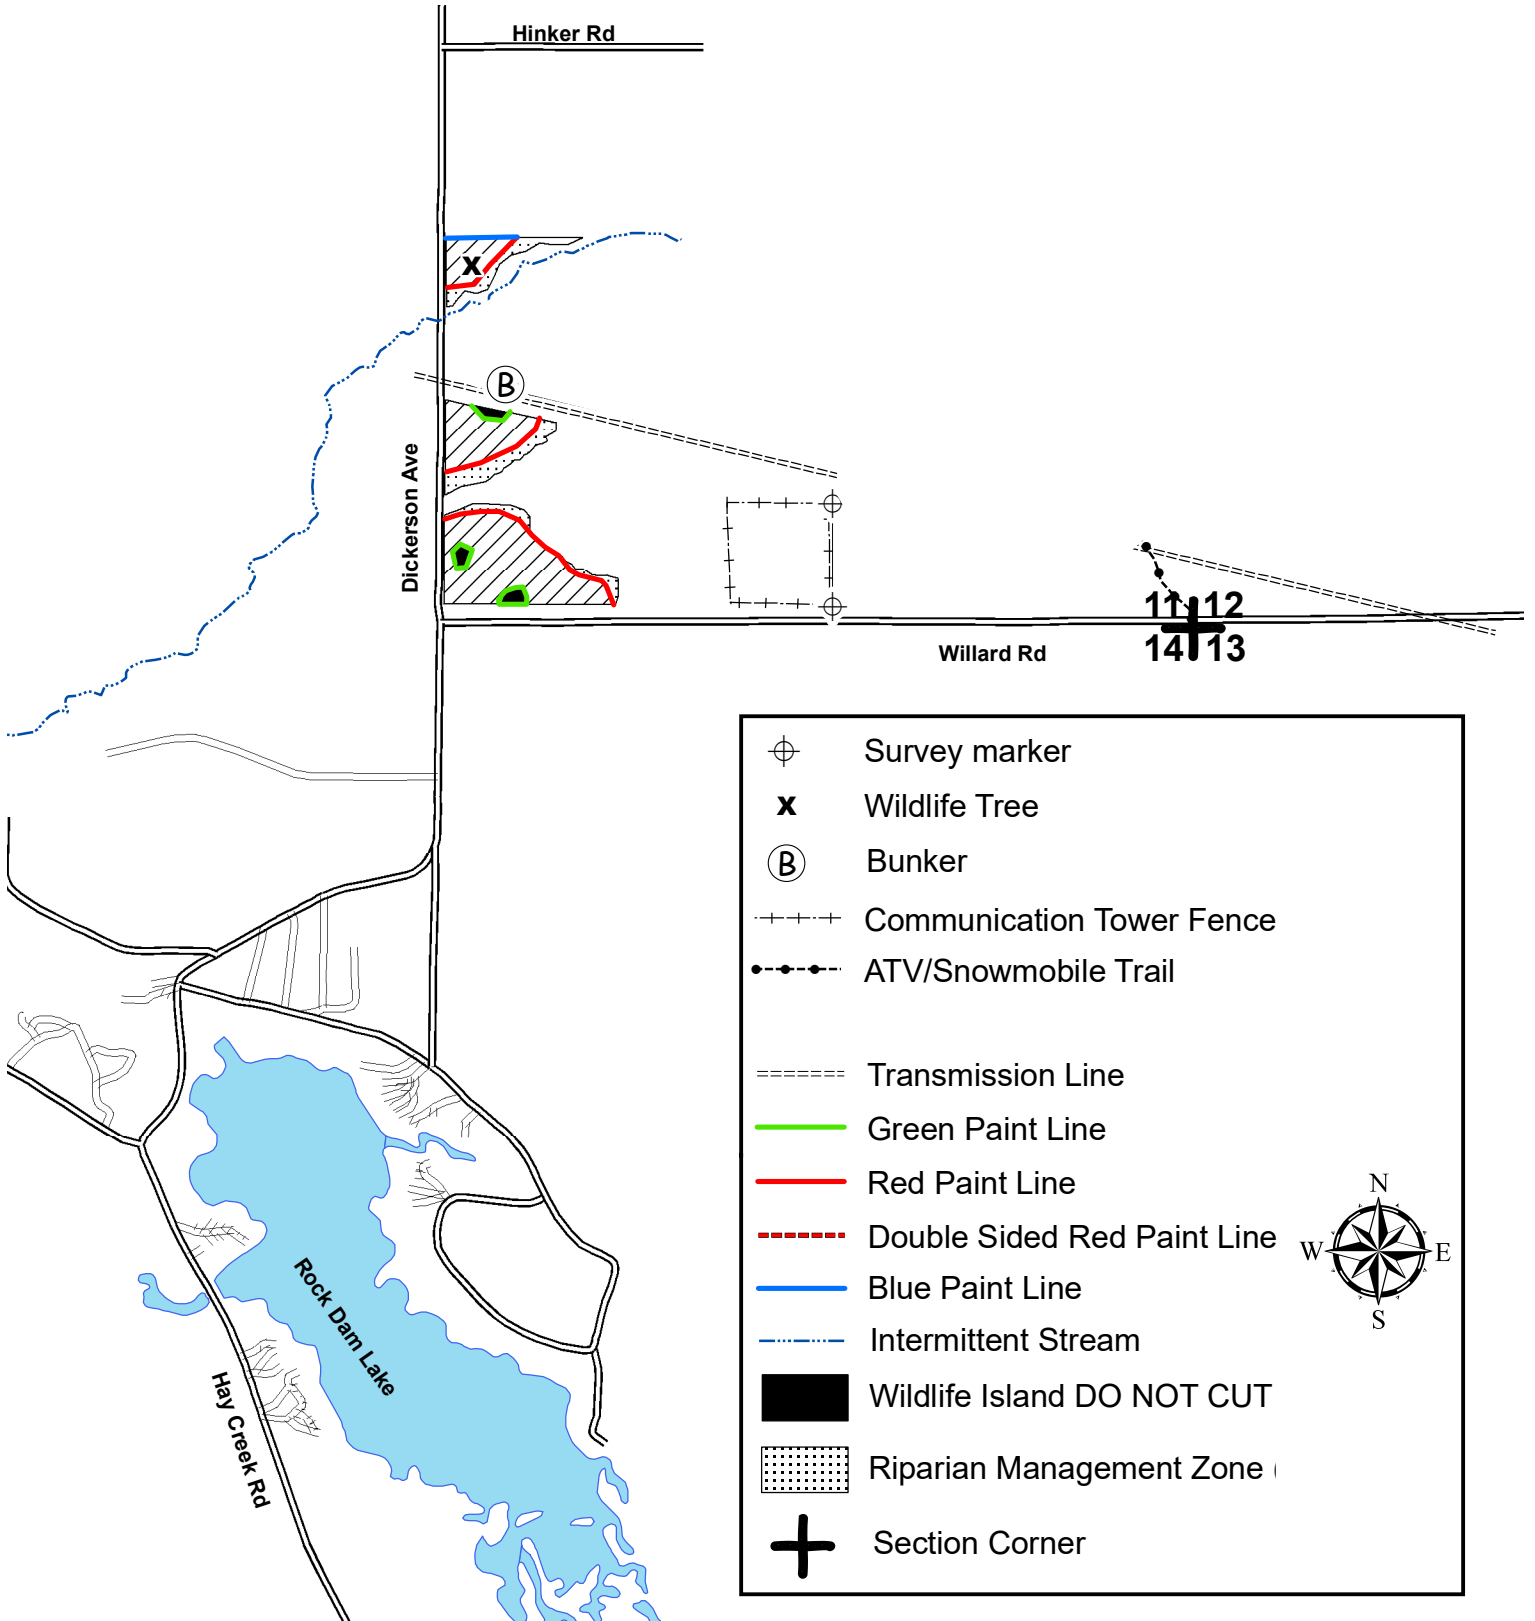 Hinker Rd
x
B
Dickerson Ave
11 12
14 13
Willard Rd
Survey marker
x Wildlife Tree
B Bunker
Communication Tower Fence
ATV/Snowmobile Trail
Transmission Line
Green Paint Line
Red Paint Line
Double Sided Red Paint Line
Blue Paint Line
Intermittent Stream
Wildlife Island DO NOT CUT
Riparian Management Zone (
Section Corner
N
W E
S
Rock Dam Lake
Hay Creek Rd